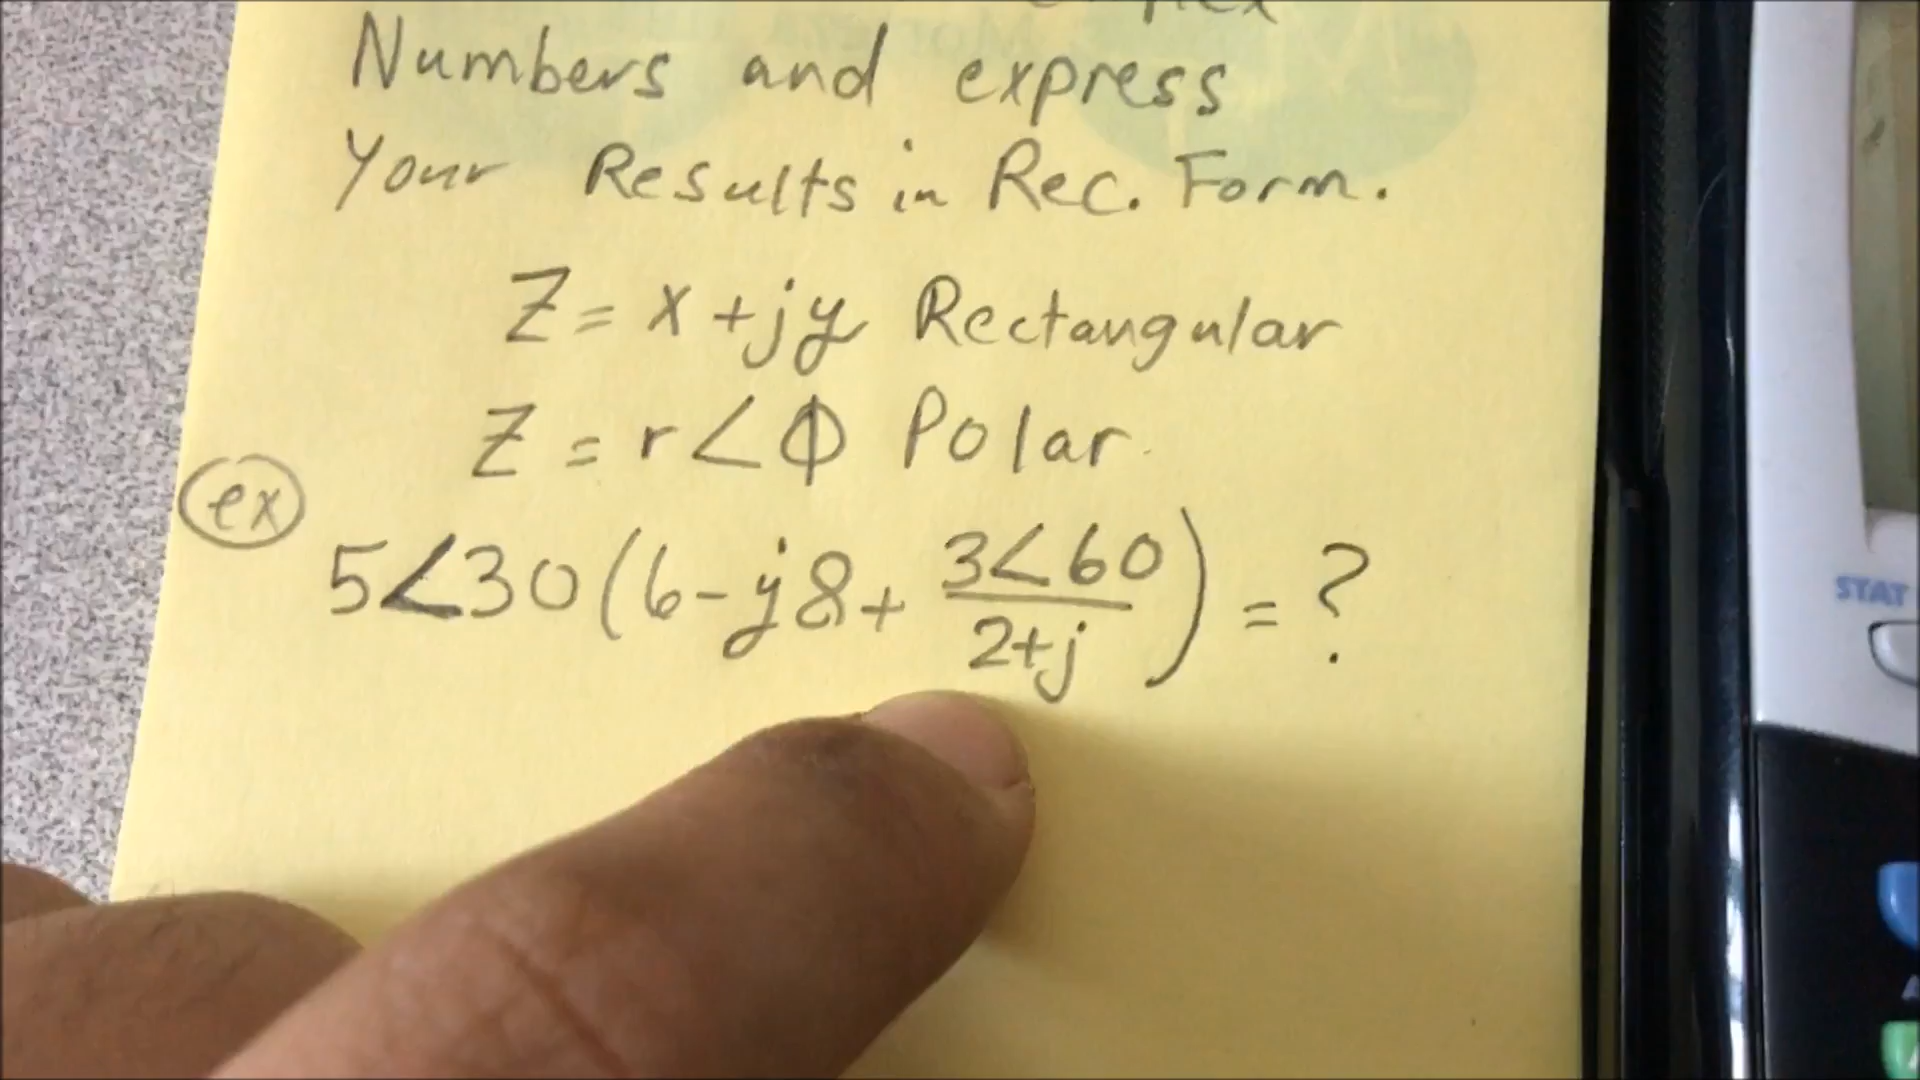 Numbers and express
Your Results in Rec. Form.
Z = x + jy Rectangular
Z = r∠Φ Polar
ex
5∠30(6-j8+ 3∠60/2+j) = ?
STAT